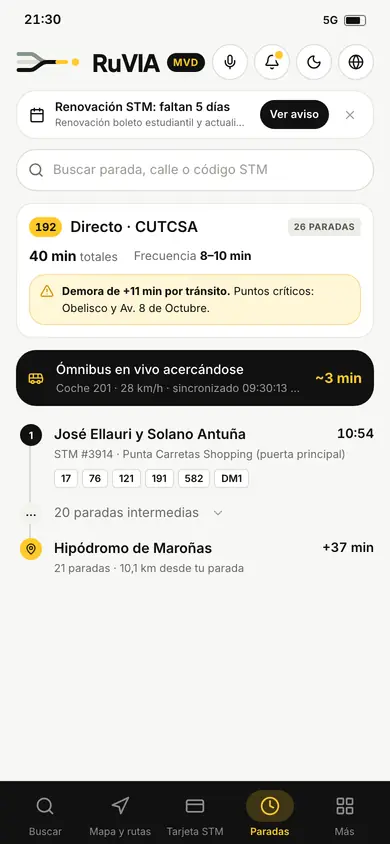 21:30
5G
RuVIA MVD
Renovación STM: faltan 5 días
Renovación boleto estudiantil y actuali...
Ver aviso
Buscar parada, calle o código STM
192 Directo · CUTCSA
26 PARADAS
40 min totales Frecuencia 8–10 min
Demora de +11 min por tránsito. Puntos críticos:
Obelisco y Av. 8 de Octubre.
Ómnibus en vivo acercándose
Coche 201 · 28 km/h · sincronizado 09:30:13 ...
~3 min
1 José Ellauri y Solano Antuña 10:54
STM #3914 · Punta Carretas Shopping (puerta principal)
17 76 121 191 582 DM1
... 20 paradas intermedias
Hipódromo de Maroñas +37 min
21 paradas · 10,1 km desde tu parada
Buscar Mapa y rutas Tarjeta STM Paradas Más